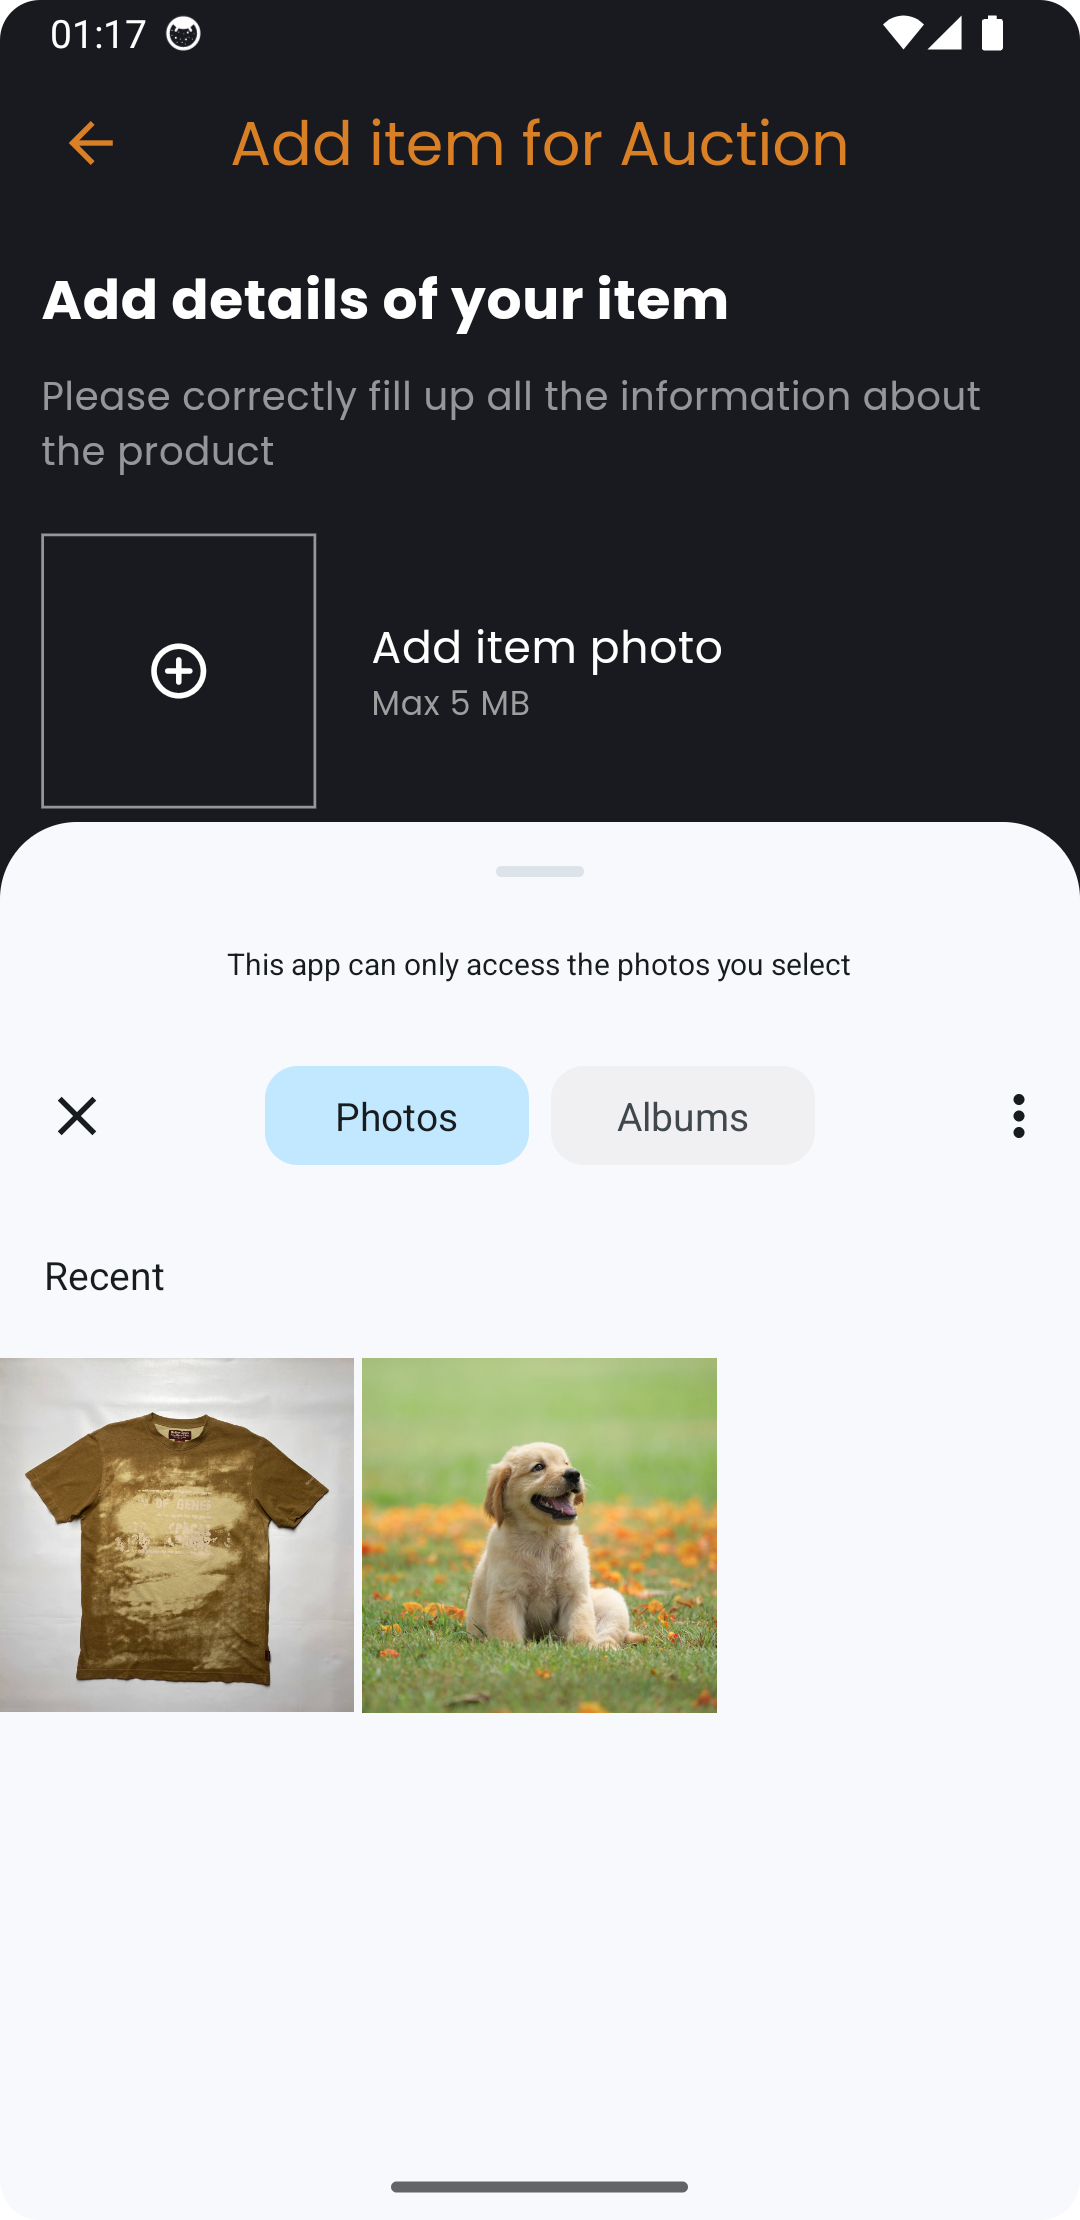 01:17
Add item for Auction
Add details of your item
Please correctly fill up all the information about
the product
Add item photo
Max 5 MB
This app can only access the photos you select
Photos
Albums
Recent
OF GENES